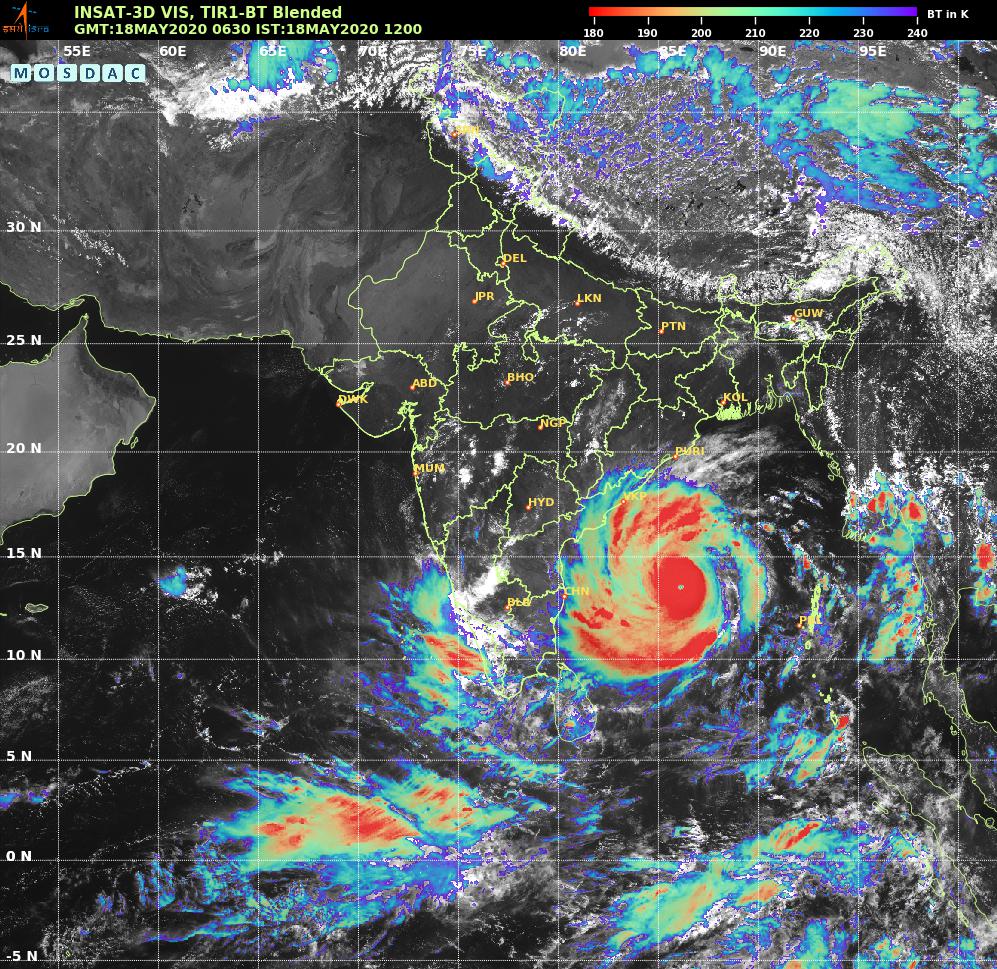 INSAT-3D VIS, TIR1-BT Blended
GMT:18MAY2020 0630 IST:18MAY2020 1200
180 190 200 210 220 230 240 BT in K
55E 60E 65E 70E 75E 80E 85E 90E 95E
MOSDAC
30 N
DEL
JPR LKN
GUW
PTN
25 N
ABD BHO
DWK KOL
NGP
20 N PURI
MUM
VKP
HYD
15 N
CHN
BLR
10 N
5 N
0 N
-5 N